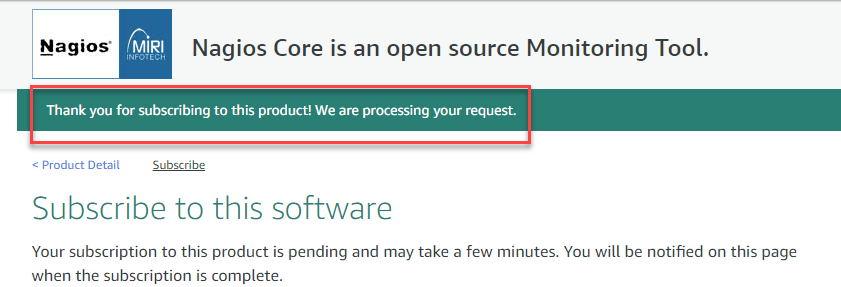 Nagios®
MIRI
INFOTECH
Nagios Core is an open source Monitoring Tool.
Thank you for subscribing to this product! We are processing your request.
< Product Detail Subscribe
Subscribe to this software
Your subscription to this product is pending and may take a few minutes. You will be notified on this page
when the subscription is complete.